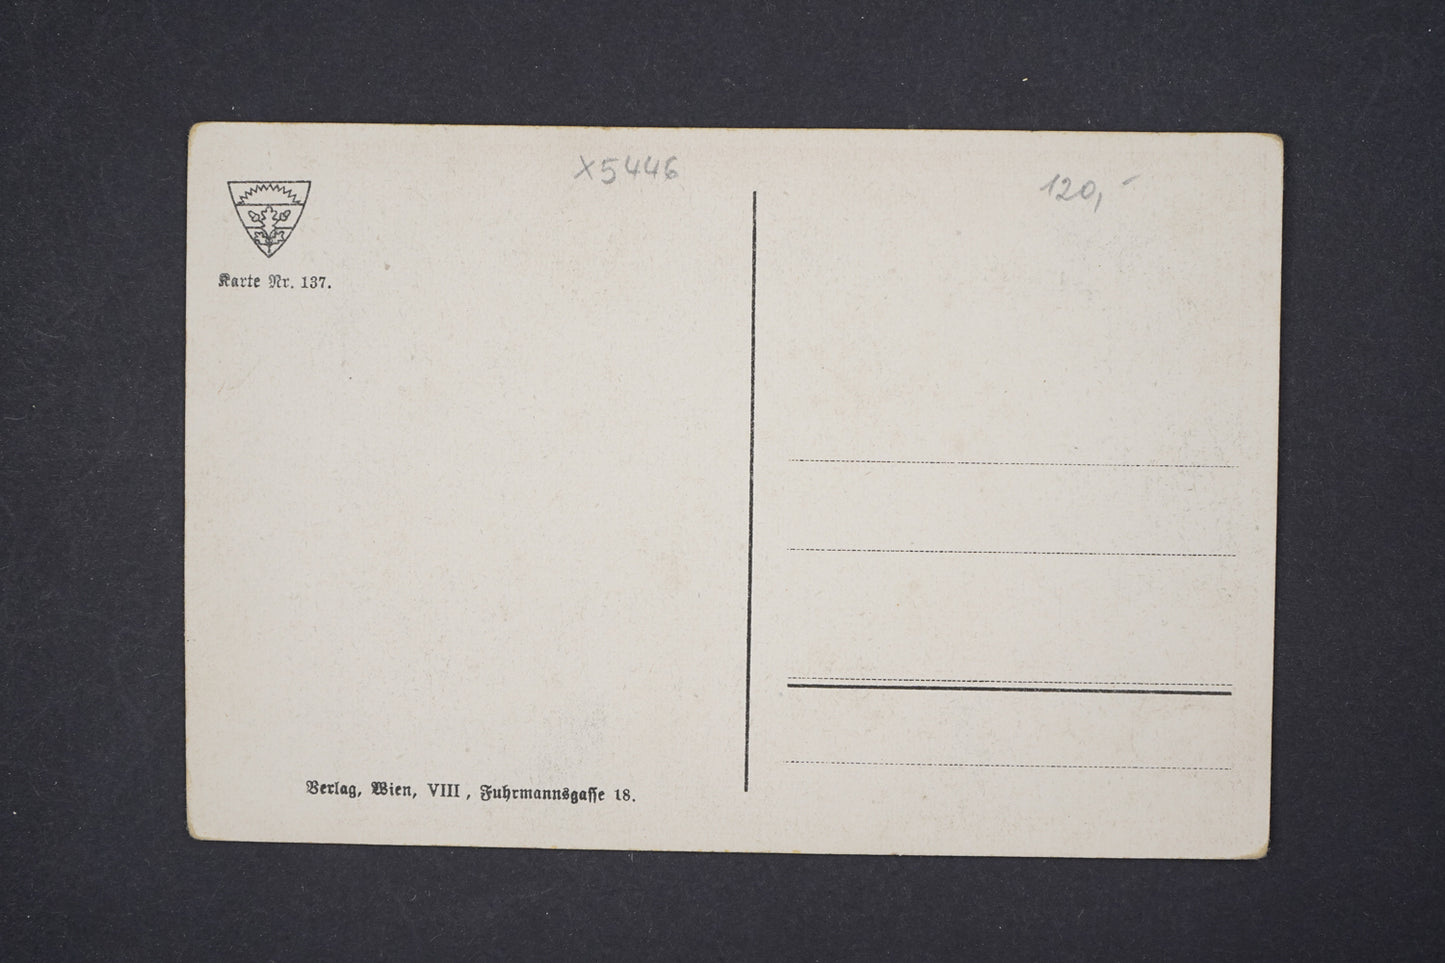 X5446
120,-
Karte Nr. 137.
Verlag, Wien, VIII, Fuhrmannsgasse 18.